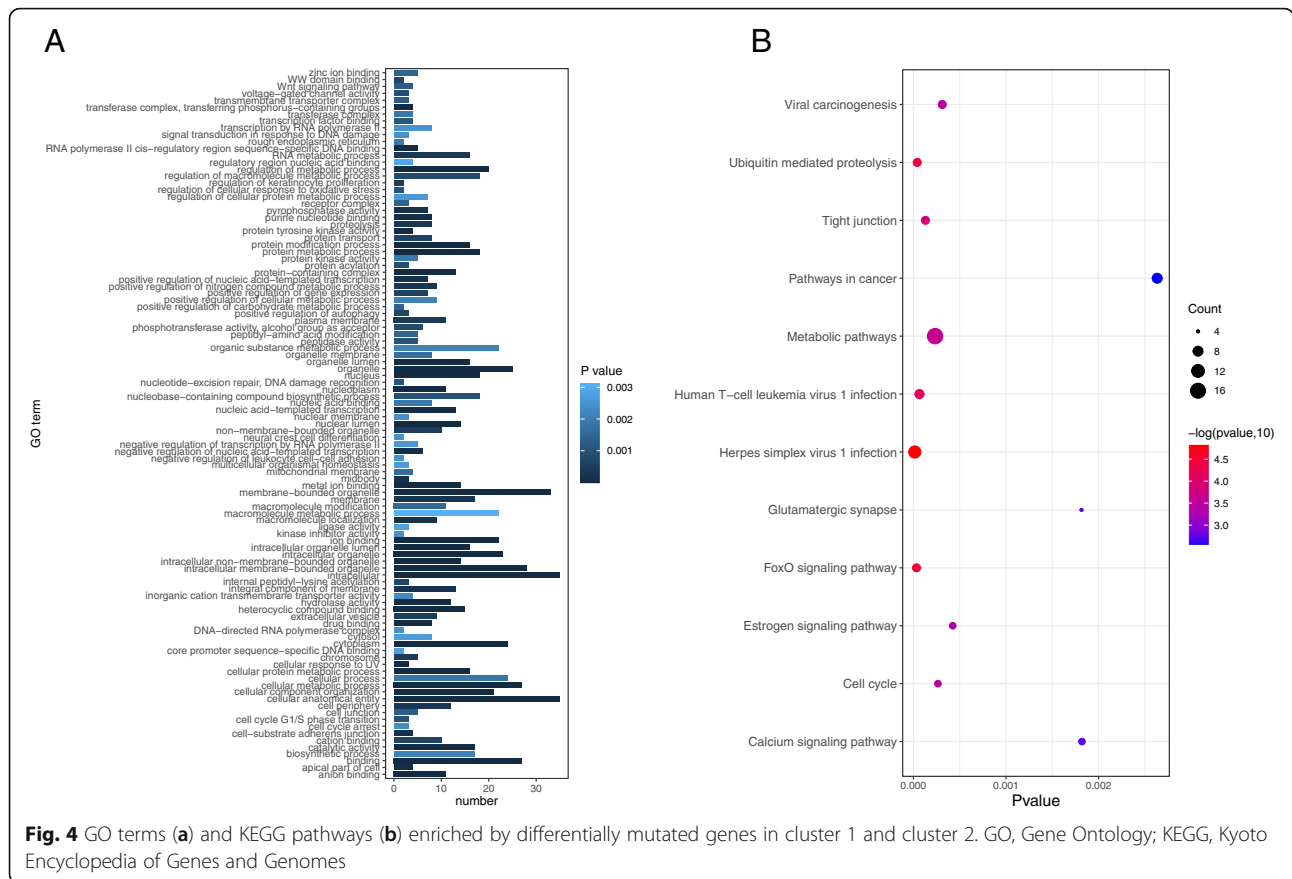 A
zinc ion binding
WW domain binding
Wnt signaling pathway
voltage-gated channel activity
transmembrane transporter complex
transferase complex, transferring phosphorus-containing groups
transferase complex
transcription factor binding
transcription by RNA polymerase II
signal transduction in response to DNA damage
rough endoplasmic reticulum
RNA polymerase II cis-regulatory region sequence-specific DNA binding
RNA metabolic process
regulatory region nucleic acid binding
regulation of metabolic process
regulation of macromolecule metabolic process
regulation of keratinocyte proliferation
regulation of cellular response to oxidative stress
regulation of cellular protein metabolic process
receptor complex
pyrophosphatase activity
purine nucleotide binding
proteolysis
protein tyrosine kinase activity
protein transport
protein modification process
protein metabolic process
protein kinase activity
protein acylation
protein-containing complex
positive regulation of nucleic acid-templated transcription
positive regulation of nitrogen compound metabolic process
positive regulation of gene expression
positive regulation of cellular metabolic process
positive regulation of carbohydrate metabolic process
positive regulation of autophagy
plasma membrane
phosphotransferase activity, alcohol group as acceptor
peptidyl-amino acid modification
peptidase activity
organic substance metabolic process
organelle membrane
organelle lumen
organelle
nucleus
nucleotide-excision repair, DNA damage recognition
nucleoplasm
nucleobase-containing compound biosynthetic process
nucleic acid binding
nucleic acid-templated transcription
nuclear membrane
nuclear lumen
non-membrane-bounded organelle
neural crest cell differentiation
negative regulation of transcription by RNA polymerase II
negative regulation of nucleic acid-templated transcription
negative regulation of leukocyte cell-cell adhesion
multicellular organismal homeostasis
mitochondrial membrane
midbody
metal ion binding
membrane-bounded organelle
membrane
macromolecule modification
macromolecule metabolic process
macromolecule localization
ligase activity
kinase inhibitor activity
ion binding
intracellular organelle lumen
intracellular organelle
intracellular non-membrane-bounded organelle
intracellular membrane-bounded organelle
intracellular
internal peptidyl-lysine acetylation
integral component of membrane
inorganic cation transmembrane transporter activity
hydrolase activity
heterocyclic compound binding
extracellular vesicle
drug binding
DNA-directed RNA polymerase complex
cytosol
cytoplasm
core promoter sequence-specific DNA binding
chromosome
cellular response to UV
cellular protein metabolic process
cellular process
cellular metabolic process
cellular component organization
cellular anatomical entity
cell periphery
cell junction
cell cycle G1/S phase transition
cell cycle arrest
cell-substrate adherens junction
cation binding
catalytic activity
biosynthetic process
binding
apical part of cell
anion binding
GO term
0 10 20 30
number
P value
0.003
0.002
0.001
B
Viral carcinogenesis
Ubiquitin mediated proteolysis
Tight junction
Pathways in cancer
Metabolic pathways
Human T-cell leukemia virus 1 infection
Herpes simplex virus 1 infection
Glutamatergic synapse
FoxO signaling pathway
Estrogen signaling pathway
Cell cycle
Calcium signaling pathway
0.000 0.001 0.002
Pvalue
Count
4
8
12
16
-log(pvalue,10)
4.5
4.0
3.5
3.0
Fig. 4 GO terms (a) and KEGG pathways (b) enriched by differentially mutated genes in cluster 1 and cluster 2. GO, Gene Ontology; KEGG, Kyoto
Encyclopedia of Genes and Genomes